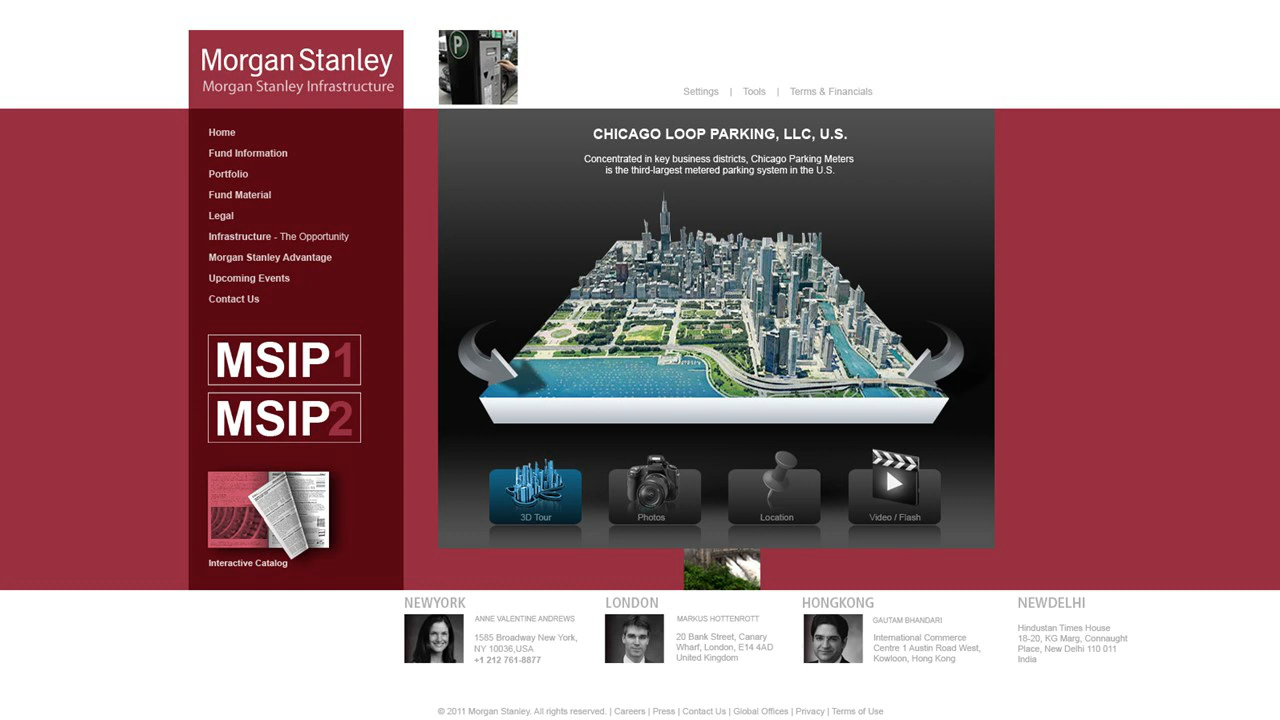 Morgan Stanley
Morgan Stanley Infrastructure
P
Settings | Tools | Terms & Financials
Home
Fund Information
Portfolio
Fund Material
Legal
Infrastructure - The Opportunity
Morgan Stanley Advantage
Upcoming Events
Contact Us
MSIP1
MSIP2
Interactive Catalog
CHICAGO LOOP PARKING, LLC, U.S.
Concentrated in key business districts, Chicago Parking Meters
is the third-largest metered parking system in the U.S.
3D Tour
Photos
Location
Video / Flash
NEWYORK
ANNE VALENTINE ANDREWS
1585 Broadway New York,
NY 10036,USA
+1 212 761-8877
LONDON
MARKUS HOTTENROTT
20 Bank Street, Canary
Wharf, London, E14 4AD
United Kingdom
HONGKONG
GAUTAM BHANDARI
International Commerce
Centre 1 Austin Road West,
Kowloon, Hong Kong
NEWDELHI
Hindustan Times House
18-20, KG Marg, Connaught
Place, New Delhi 110 011
India
© 2011 Morgan Stanley. All rights reserved. | Careers | Press | Contact Us | Global Offices | Privacy | Terms of Use